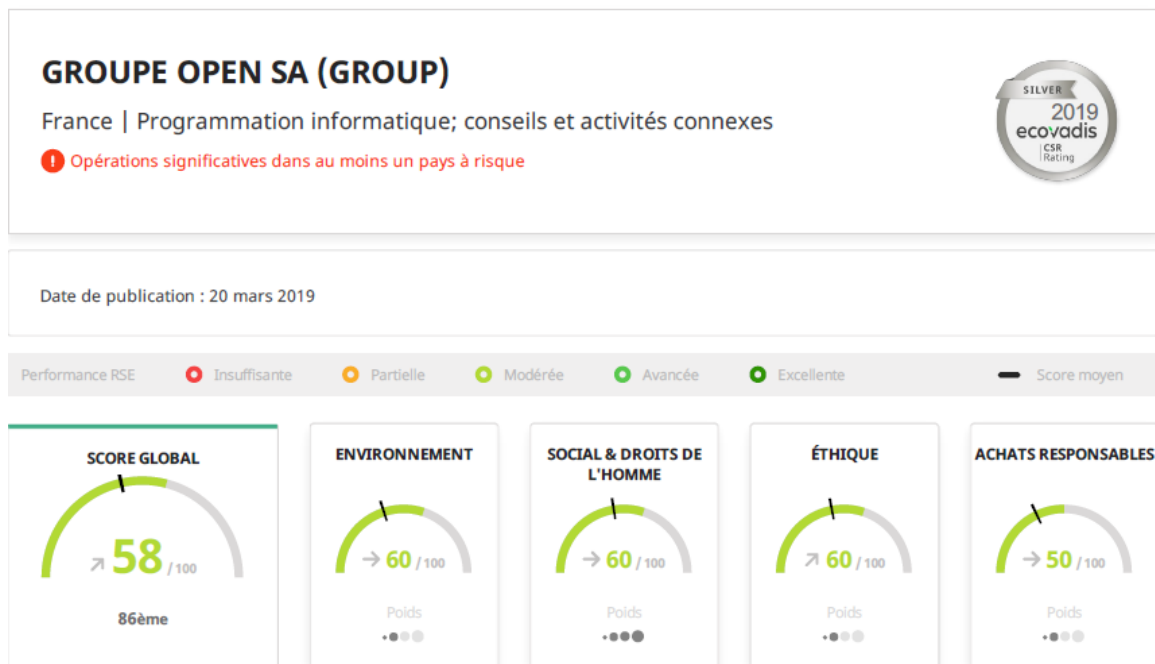 GROUPE OPEN SA (GROUP)
France | Programmation informatique; conseils et activités connexes
! Opérations significatives dans au moins un pays à risque
SILVER
2019
ecovadis
CSR
Rating
Date de publication : 20 mars 2019
Performance RSE
Insuffisante
Partielle
Modérée
Avancée
Excellente
Score moyen
SCORE GLOBAL
58 / 100
86ème
ENVIRONNEMENT
60 / 100
Poids
SOCIAL & DROITS DE
L'HOMME
60 / 100
Poids
ÉTHIQUE
60 / 100
Poids
ACHATS RESPONSABLES
50 / 100
Poids